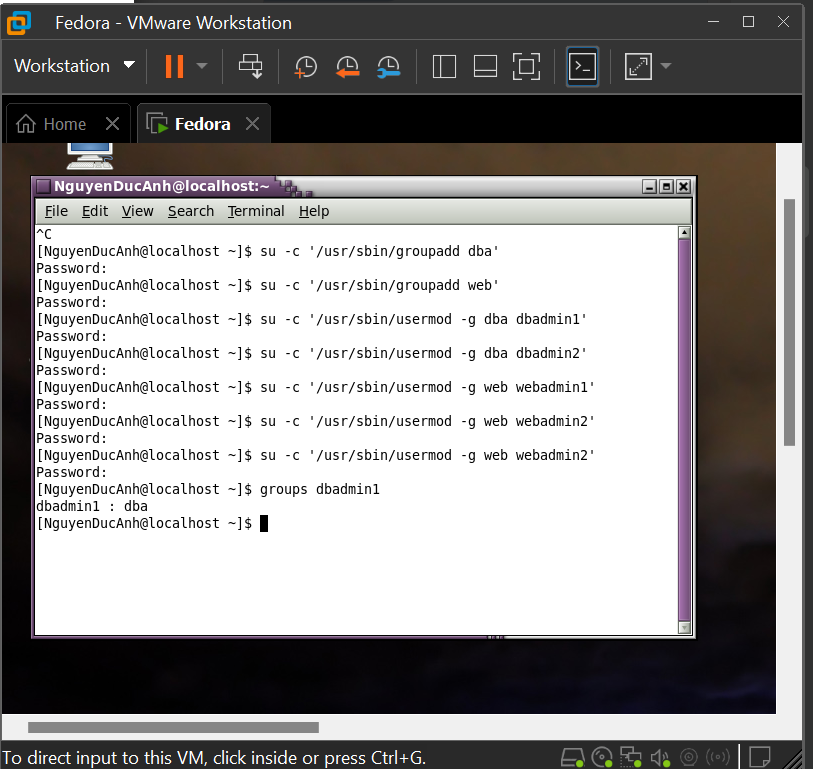 Fedora - VMware Workstation
Workstation
Home
Fedora
NguyenDucAnh@localhost:~
File Edit View Search Terminal Help
^C
[NguyenDucAnh@localhost ~]$ su -c '/usr/sbin/groupadd dba'
Password:
[NguyenDucAnh@localhost ~]$ su -c '/usr/sbin/groupadd web'
Password:
[NguyenDucAnh@localhost ~]$ su -c '/usr/sbin/usermod -g dba dbadmin1'
Password:
[NguyenDucAnh@localhost ~]$ su -c '/usr/sbin/usermod -g dba dbadmin2'
Password:
[NguyenDucAnh@localhost ~]$ su -c '/usr/sbin/usermod -g web webadmin1'
Password:
[NguyenDucAnh@localhost ~]$ su -c '/usr/sbin/usermod -g web webadmin2'
Password:
[NguyenDucAnh@localhost ~]$ su -c '/usr/sbin/usermod -g web webadmin2'
Password:
[NguyenDucAnh@localhost ~]$ groups dbadmin1
dbadmin1 : dba
[NguyenDucAnh@localhost ~]$
To direct input to this VM, click inside or press Ctrl+G.